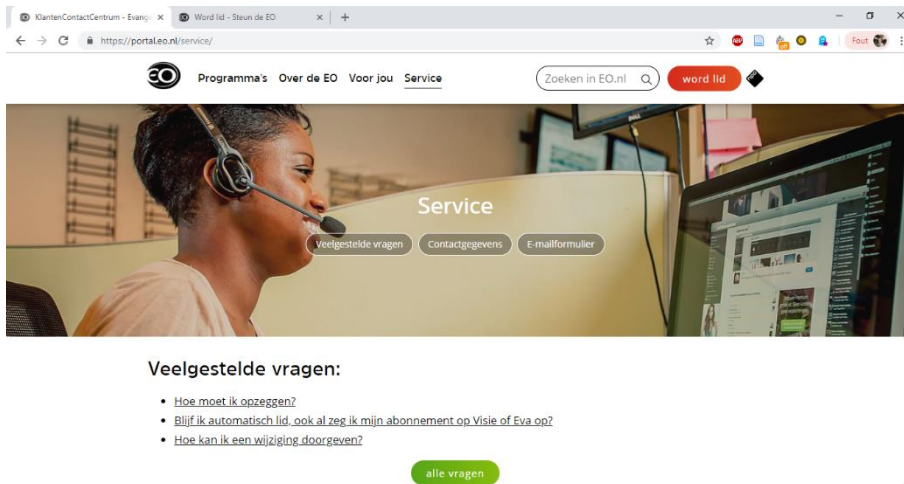 KlantenContactCentrum - Evang
Word lid - Steun de EO
https://portal.eo.nl/service/
Fout
EO
Programma's Over de EO Voor jou Service
Zoeken in EO.nl
word lid
DELL
Service
Veelgestelde vragen Contactgegevens E-mailformulier
Veelgestelde vragen:
Hoe moet ik opzeggen?
Blijf ik automatisch lid, ook al zeg ik mijn abonnement op Visie of Eva op?
Hoe kan ik een wijziging doorgeven?
alle vragen